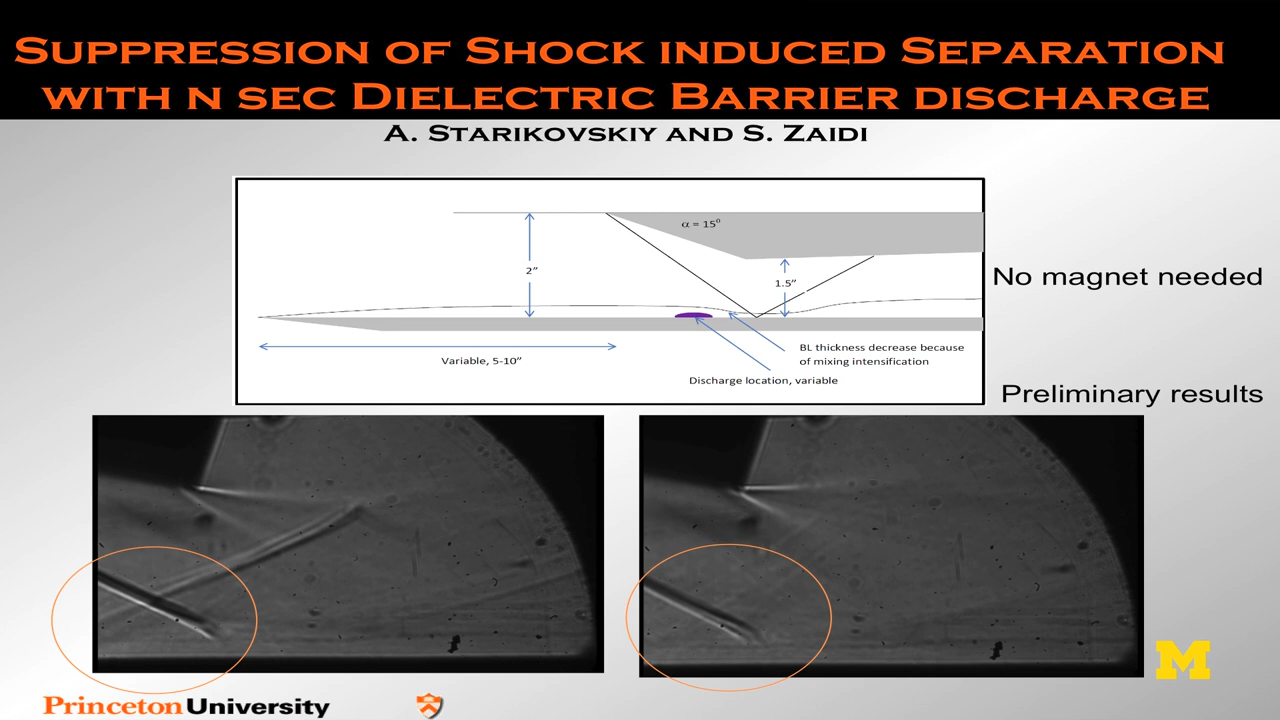 Suppression of Shock induced Separation
with n sec Dielectric Barrier discharge
A. Starikovskiy and S. Zaidi
α = 15⁰
2”
1.5”
No magnet needed
BL thickness decrease because
of mixing intensification
Variable, 5-10”
Discharge location, variable
Preliminary results
M
Princeton University